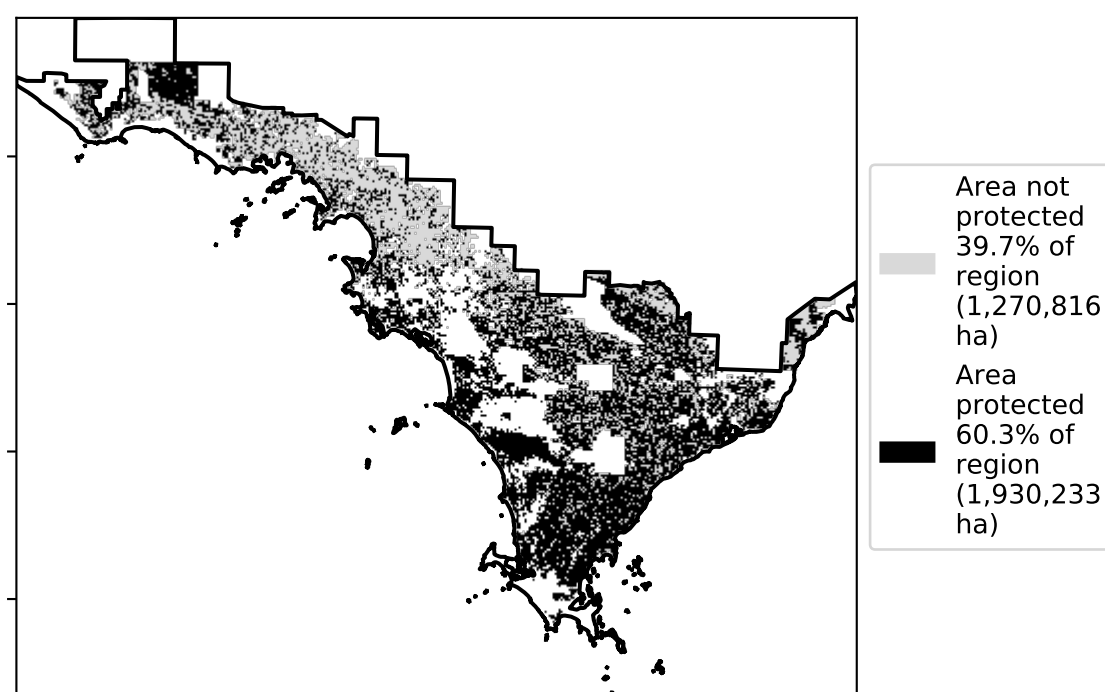 Area not
protected
39.7% of
region
(1,270,816
ha)
Area
protected
60.3% of
region
(1,930,233
ha)